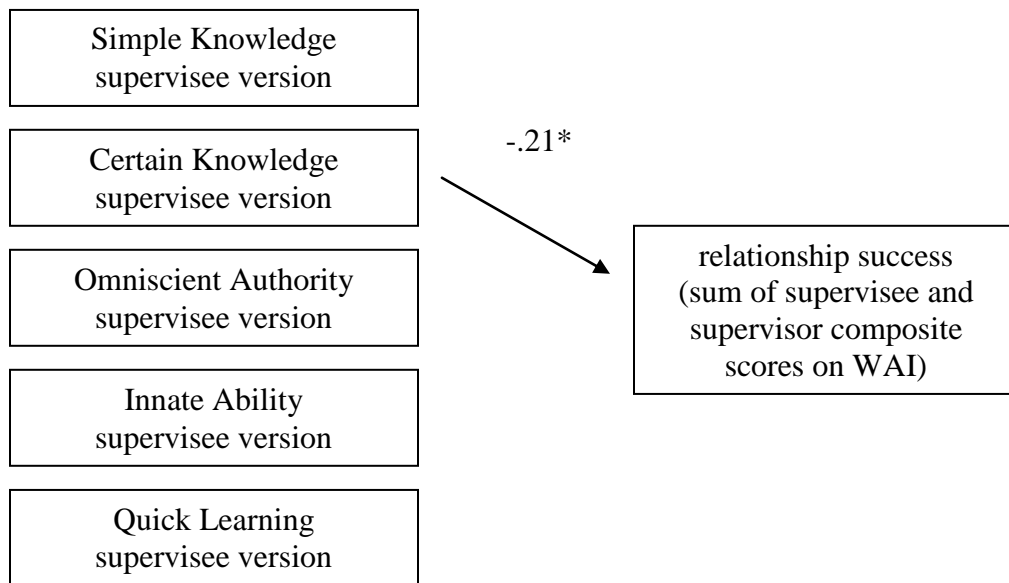 Simple Knowledge
supervisee version
-.21*
Certain Knowledge
supervisee version
Omniscient Authority
supervisee version
relationship success
(sum of supervisee and
supervisor composite
scores on WAI)
Innate Ability
supervisee version
Quick Learning
supervisee version